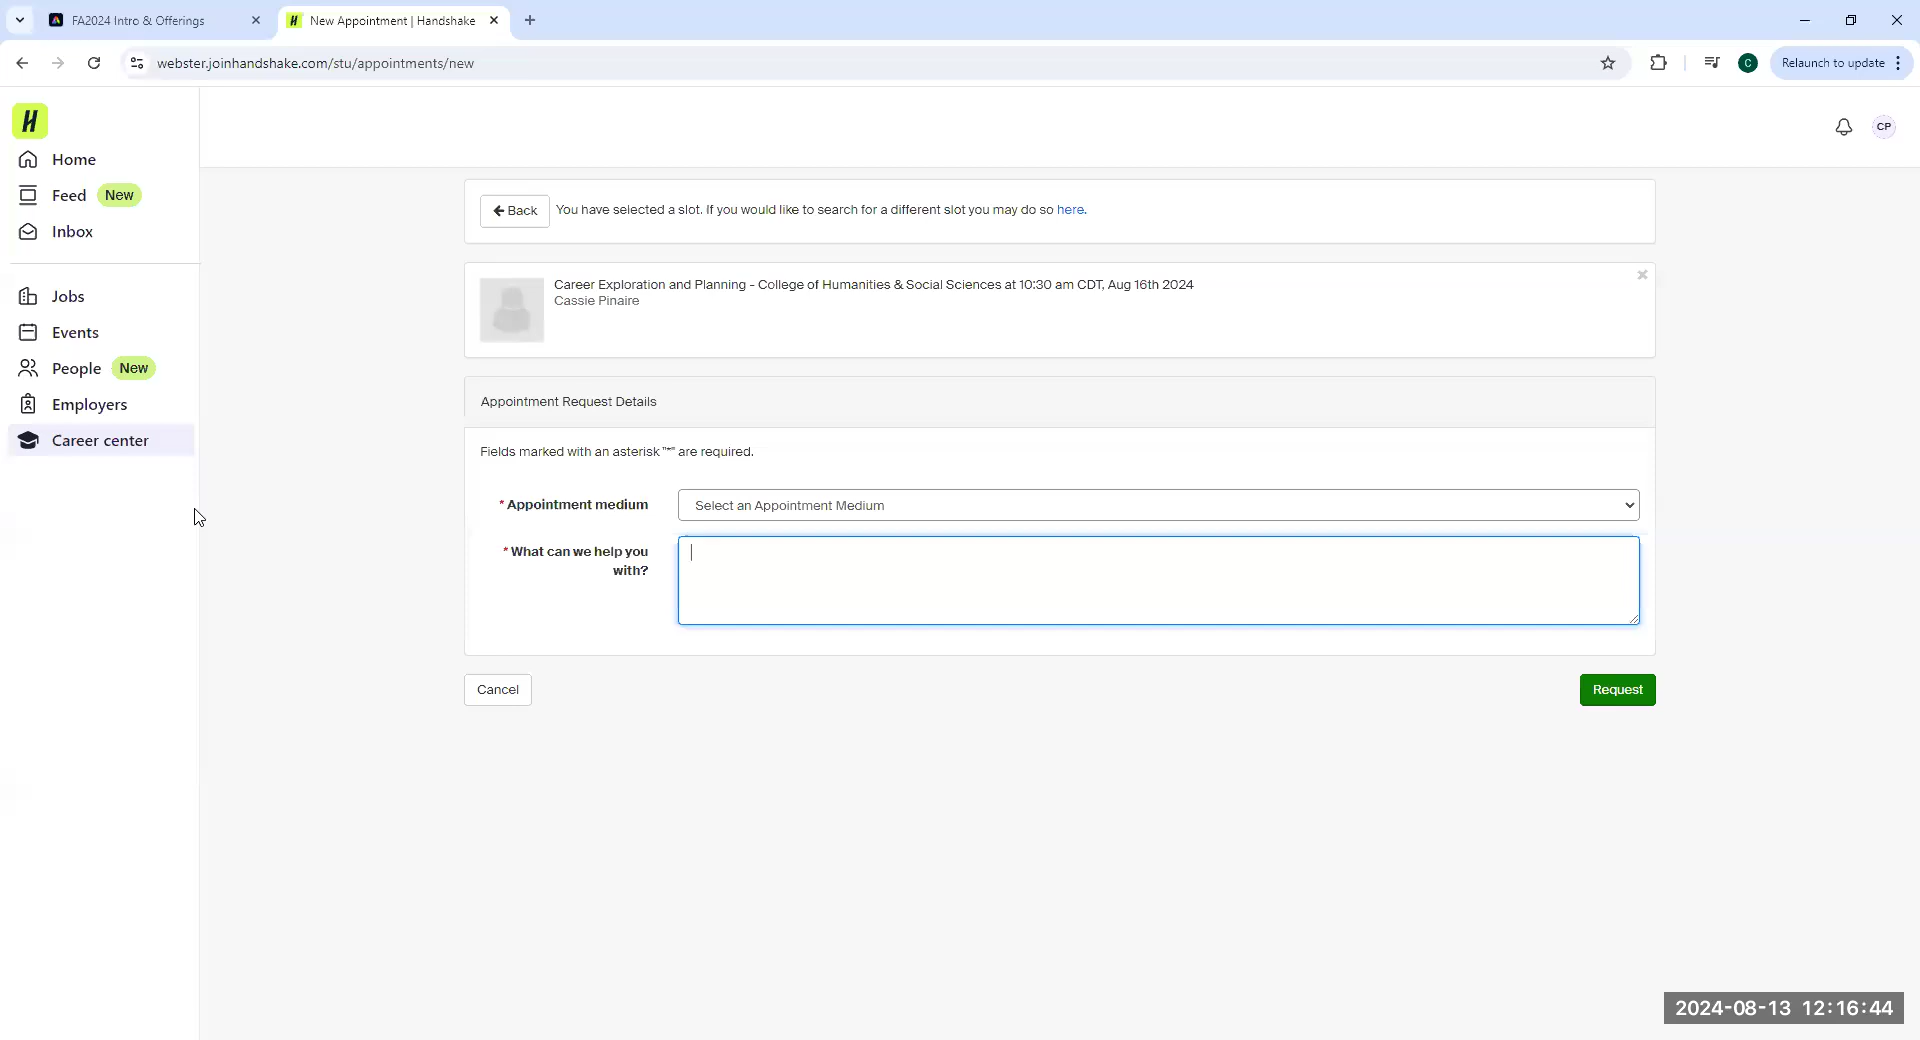 FA2024 Intro & Offerings
New Appointment | Handshake
webster.joinhandshake.com/stu/appointments/new
C
Relaunch to update
H
Home
Feed New
Inbox
Jobs
Events
People New
Employers
Career center
CP
Back You have selected a slot. If you would like to search for a different slot you may do so here.
Career Exploration and Planning - College of Humanities & Social Sciences at 10:30 am CDT, Aug 16th 2024
Cassie Pinaire
Appointment Request Details
Fields marked with an asterisk "*" are required.
* Appointment medium Select an Appointment Medium
* What can we help you
with?
Cancel Request
2024-08-13 12:16:44